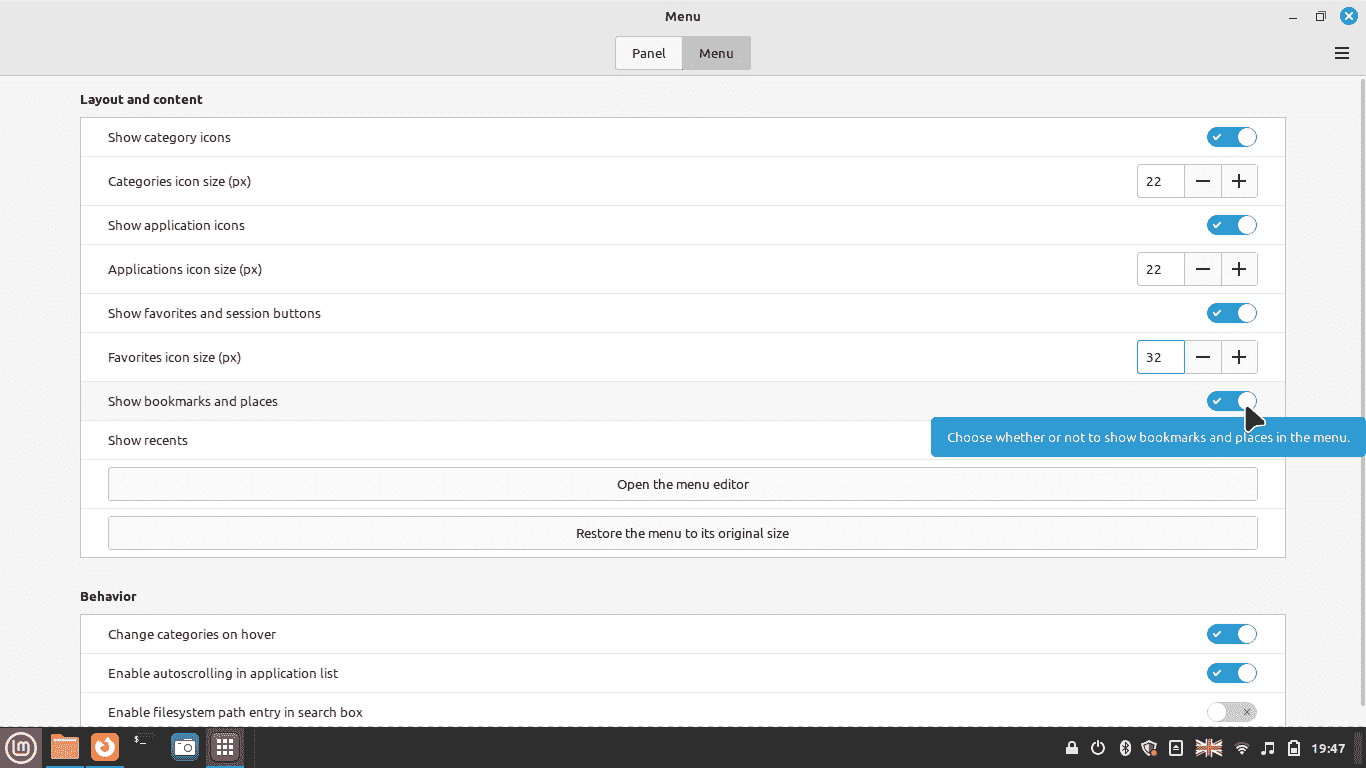 Menu
Panel
Menu
Layout and content
Show category icons
Categories icon size (px)
22
Show application icons
Applications icon size (px)
22
Show favorites and session buttons
Favorites icon size (px)
32
Show bookmarks and places
Choose whether or not to show bookmarks and places in the menu.
Show recents
Open the menu editor
Restore the menu to its original size
Behavior
Change categories on hover
Enable autoscrolling in application list
Enable filesystem path entry in search box
19:47